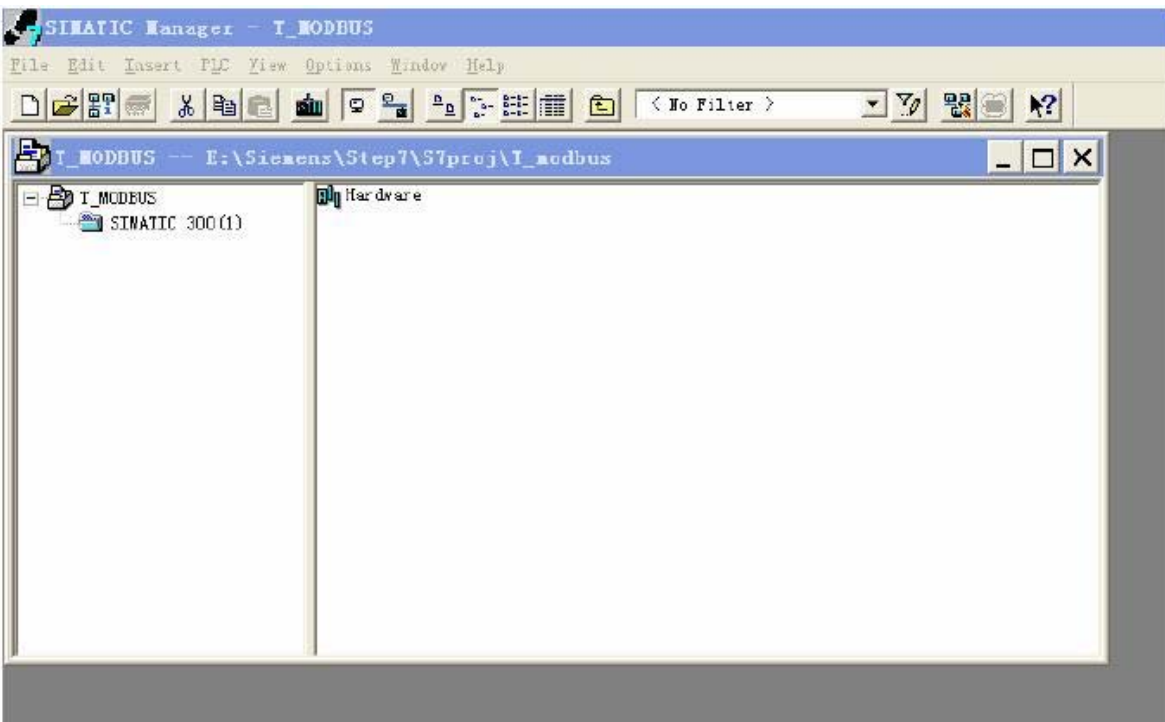 SIMATIC Manager - T_MODBUS
File Edit Insert PLC View Options Window Help
< No Filter >
T_MODBUS -- E:\Siemens\Step7\S7proj\T_modbus
T_MODBUS
Hardware
SIMATIC 300(1)